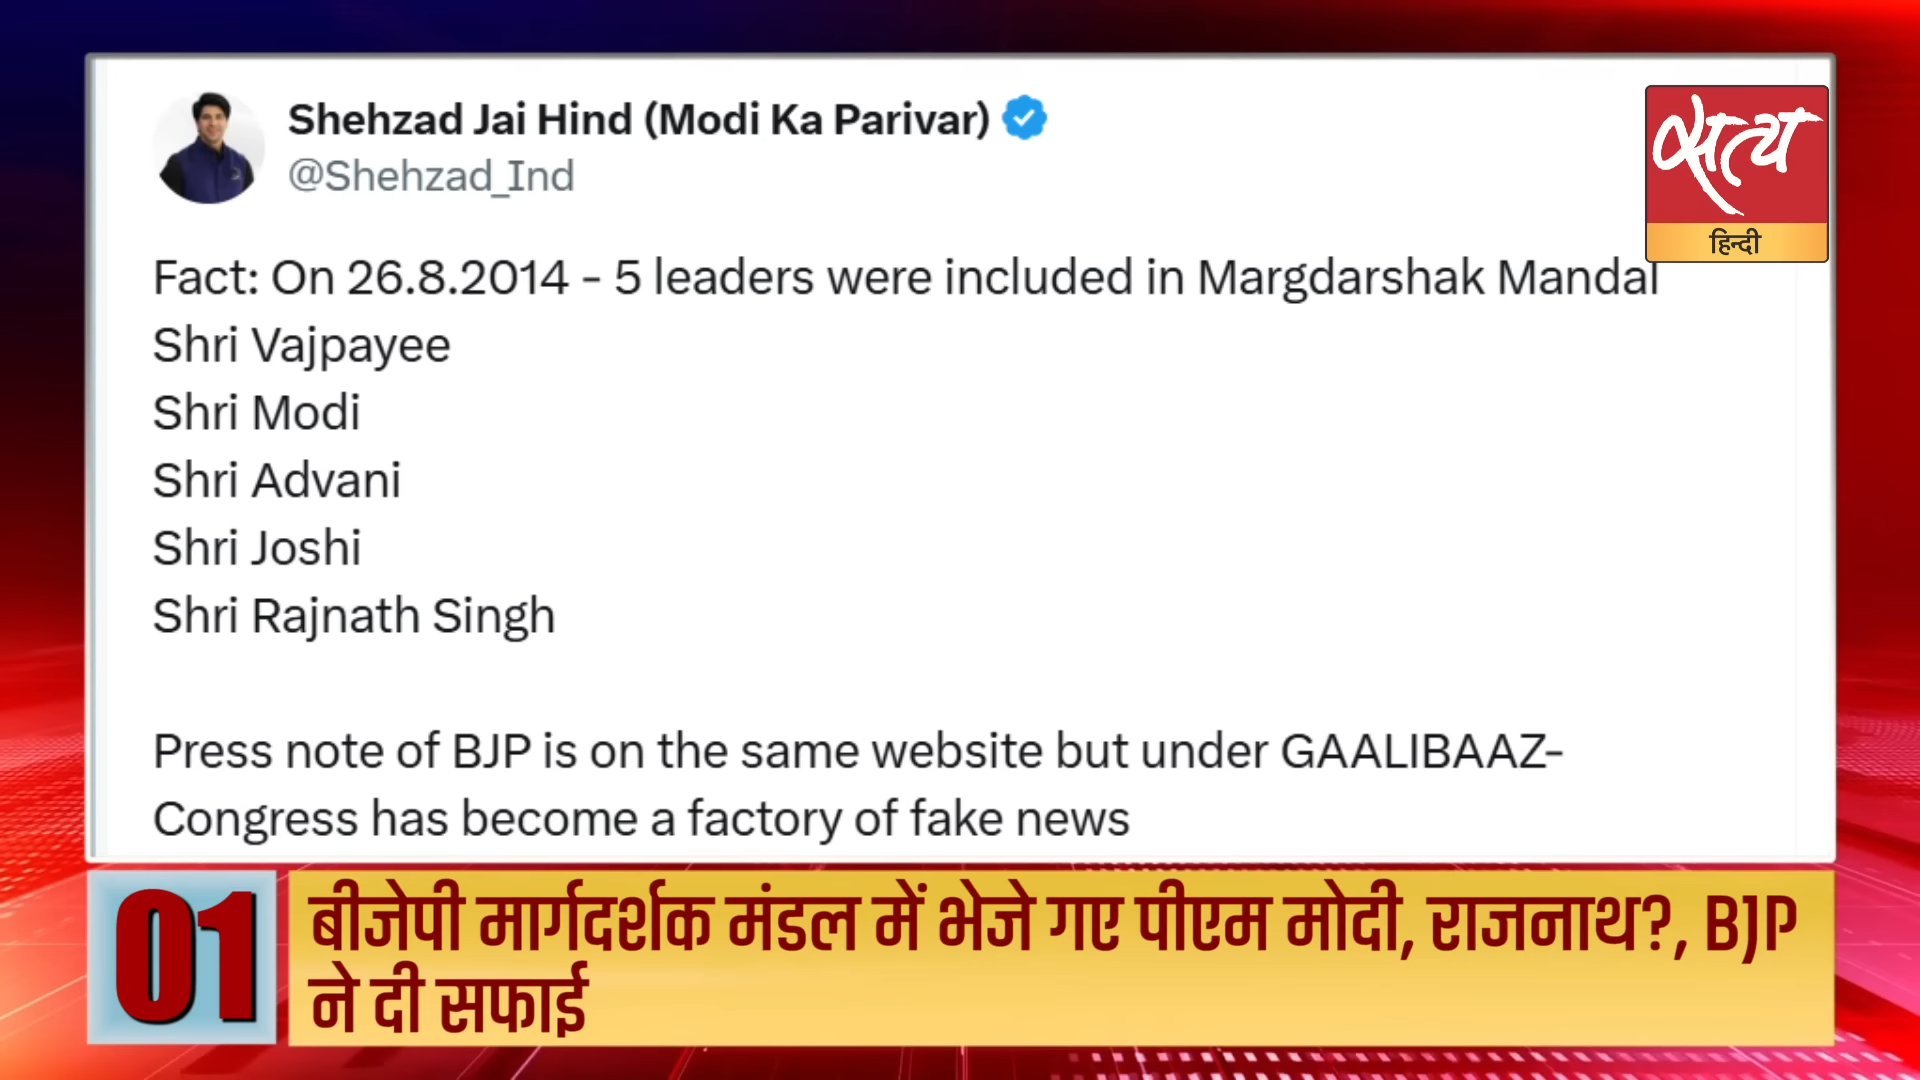 Shehzad Jai Hind (Modi Ka Parivar)
@Shehzad_Ind
सत्य
हिन्दी
Fact: On 26.8.2014 - 5 leaders were included in Margdarshak Mandal
Shri Vajpayee
Shri Modi
Shri Advani
Shri Joshi
Shri Rajnath Singh
Press note of BJP is on the same website but under GAALIBAAZ-
Congress has become a factory of fake news
01
बीजेपी मार्गदर्शक मंडल में भेजे गए पीएम मोदी, राजनाथ?, BJP
ने दी सफाई